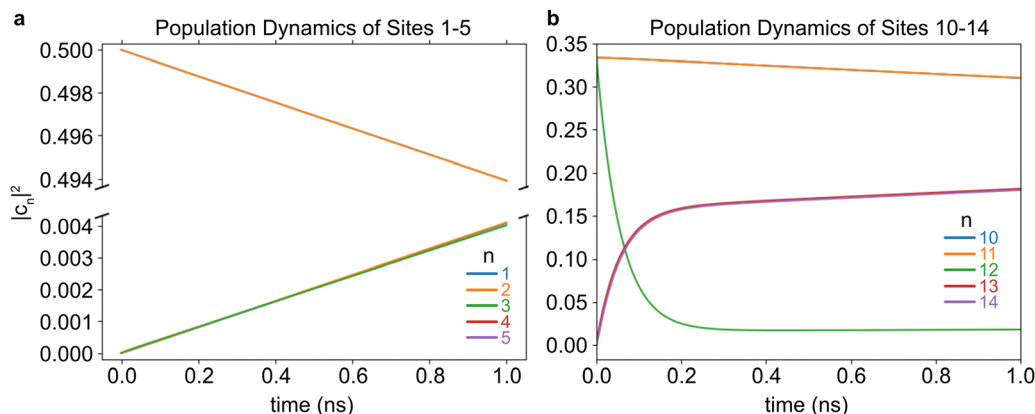 a
Population Dynamics of Sites 1-5
0.500
0.498
0.496
0.494
0.004
0.003
0.002
0.001
0.000
|cₙ|²
n
1
2
3
4
5
0.0 0.2 0.4 0.6 0.8 1.0
time (ns)
b
Population Dynamics of Sites 10-14
0.35
0.30
0.25
0.20
0.15
0.10
0.05
0.00
n
10
11
12
13
14
0.0 0.2 0.4 0.6 0.8 1.0
time (ns)